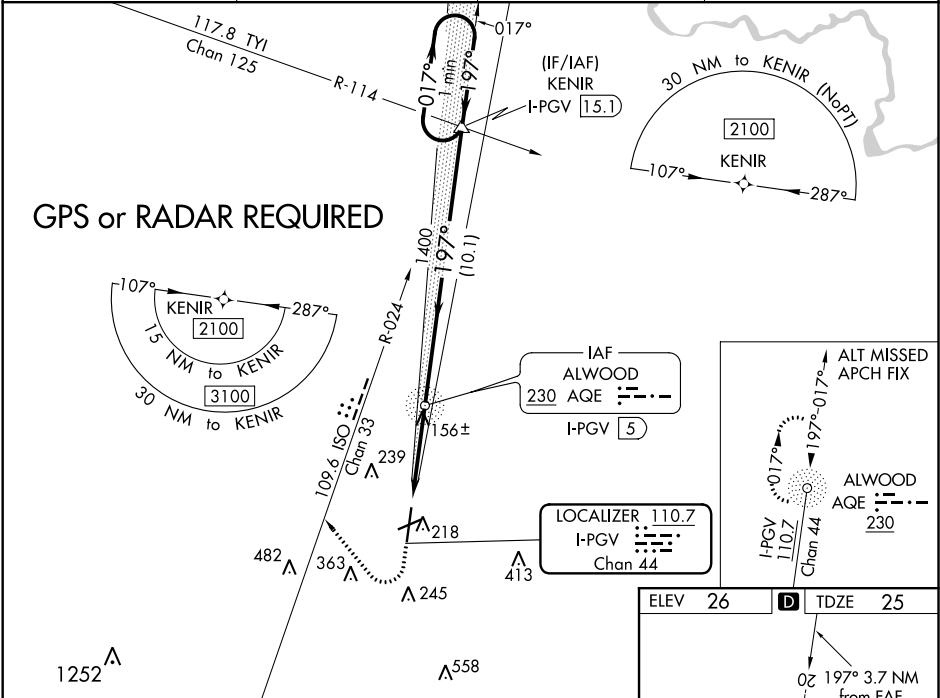 117.8 TYI
Chan 125
R-114
017°
1 min
197°
017°
(IF/IAF)
KENIR
I-PGV 15.1
30 NM to KENIR (NoPT)
2100
KENIR
107°
287°
GPS or RADAR REQUIRED
1400
197°
(10.1)
107°
KENIR
287°
2100
15 NM to KENIR
3100
30 NM to KENIR
R-024
109.6 ISO
Chan 33
IAF
ALWOOD
230 AQE
I-PGV 5
156±
239
218
LOCALIZER 110.7
I-PGV
Chan 44
482
363
245
413
1252
558
ALT MISSED
APCH FIX
017°
197°
017°
ALWOOD
AQE
230
I-PGV
110.7
Chan 44
ELEV 26
D
TDZE 25
20
197° 3.7 NM
from FAF